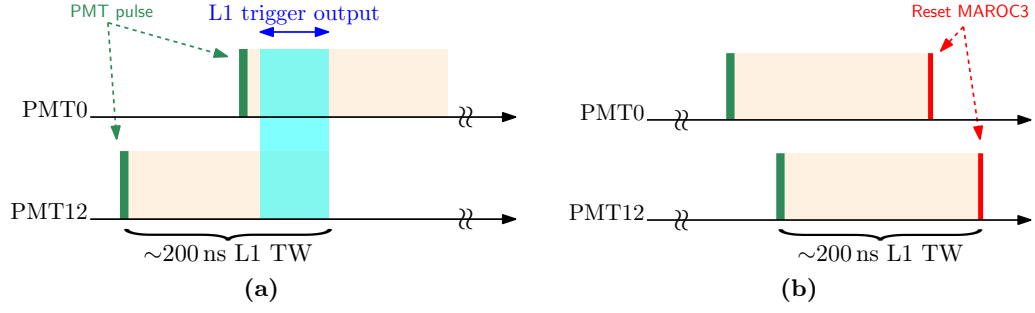 PMT pulse
L1 trigger output
PMT0
PMT12
~200 ns L1 TW
(a)
Reset MAROC3
PMT0
PMT12
~200 ns L1 TW
(b)